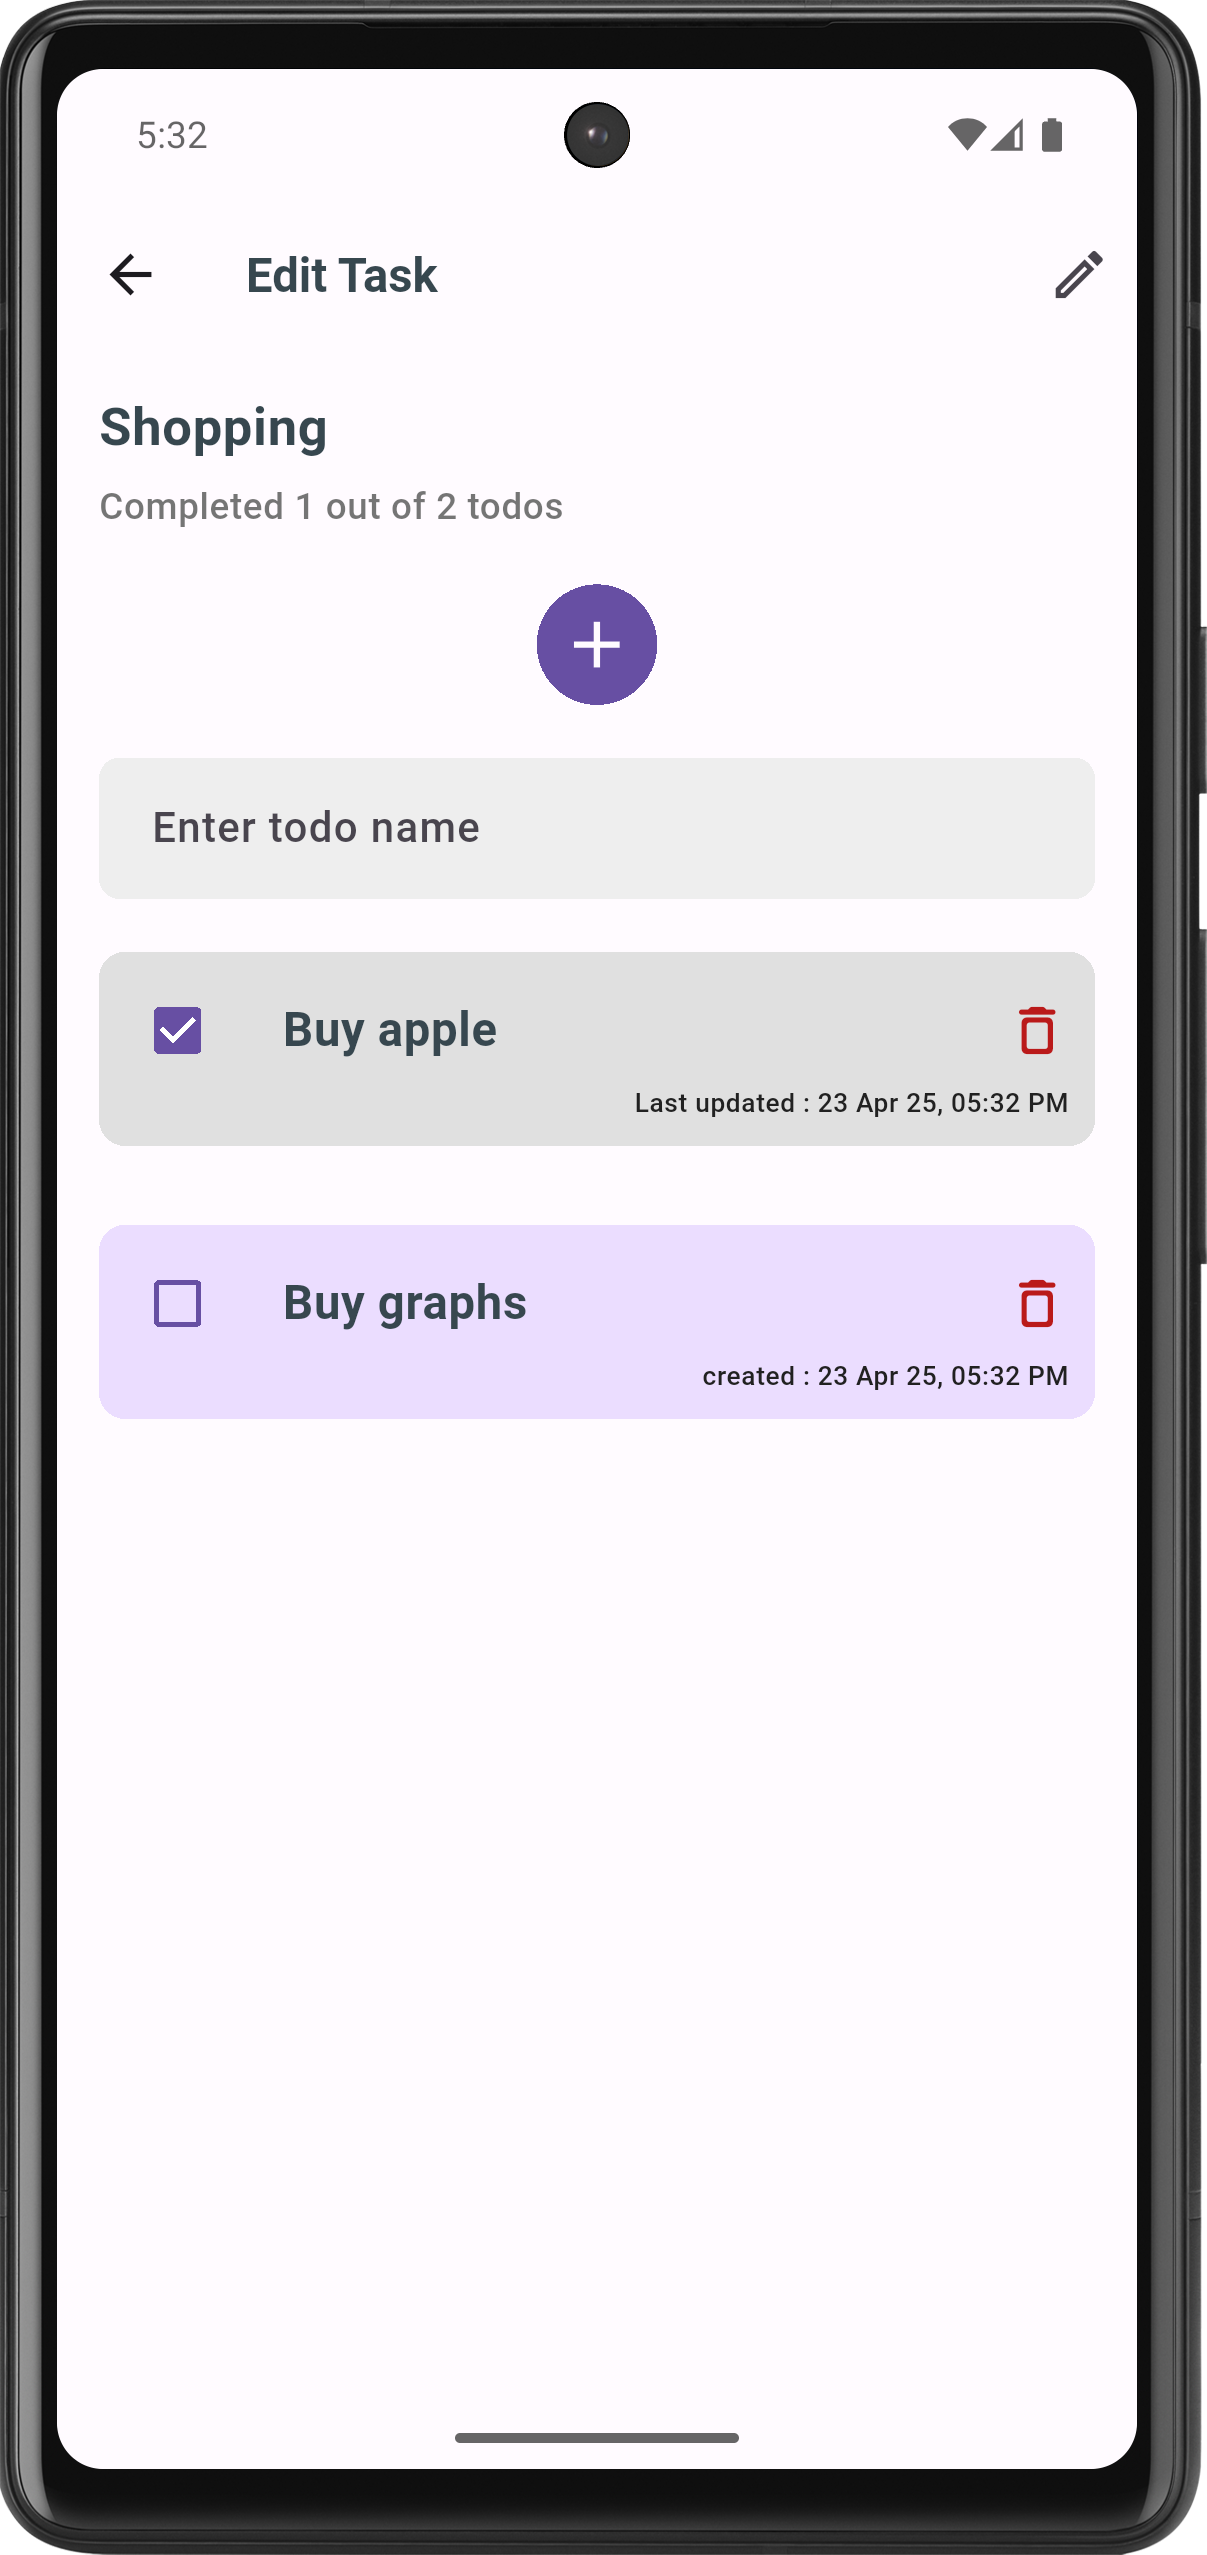 5:32
Edit Task
Shopping
Completed 1 out of 2 todos
Enter todo name
Buy apple
Last updated : 23 Apr 25, 05:32 PM
Buy graphs
created : 23 Apr 25, 05:32 PM